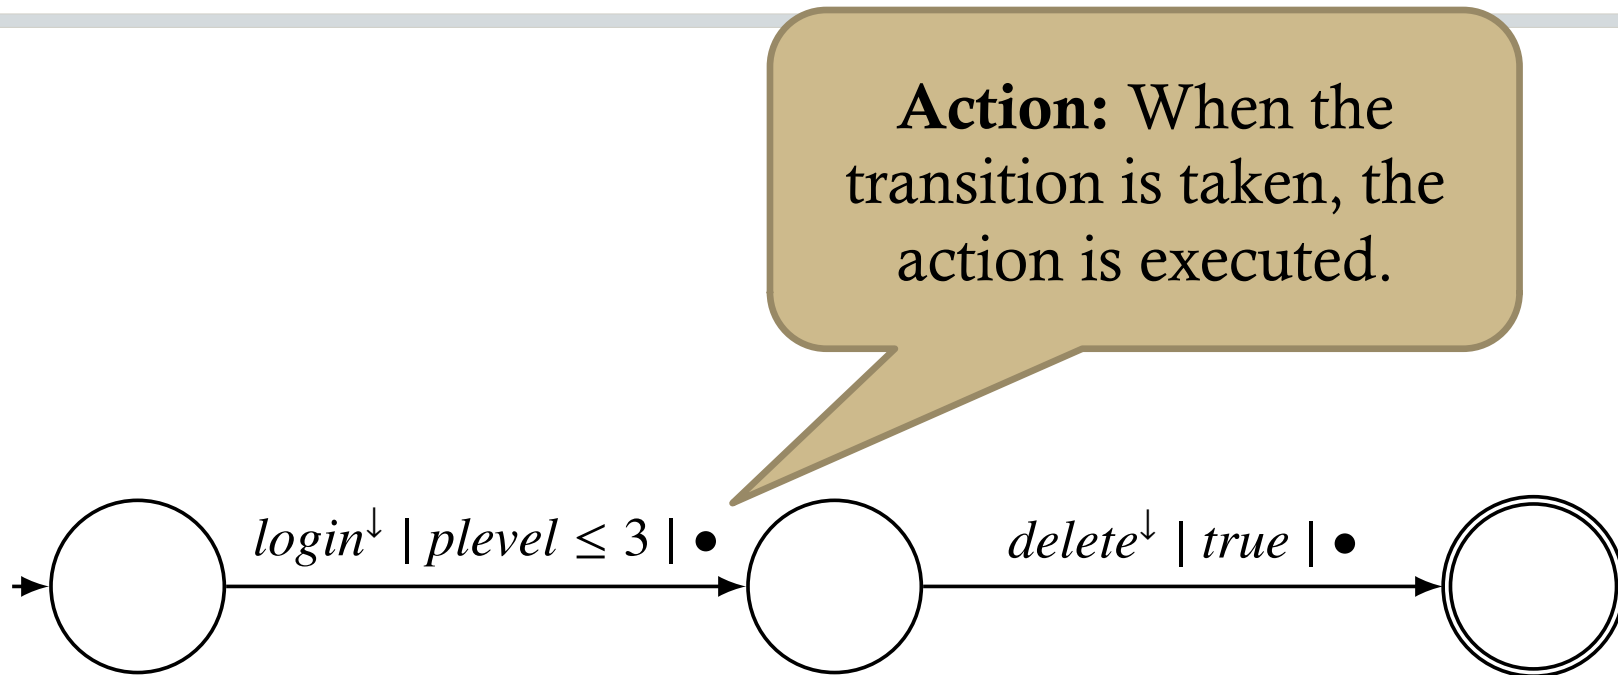 Action: When the
transition is taken, the
action is executed.
login↓ | plevel ≤ 3 | •
delete↓ | true | •